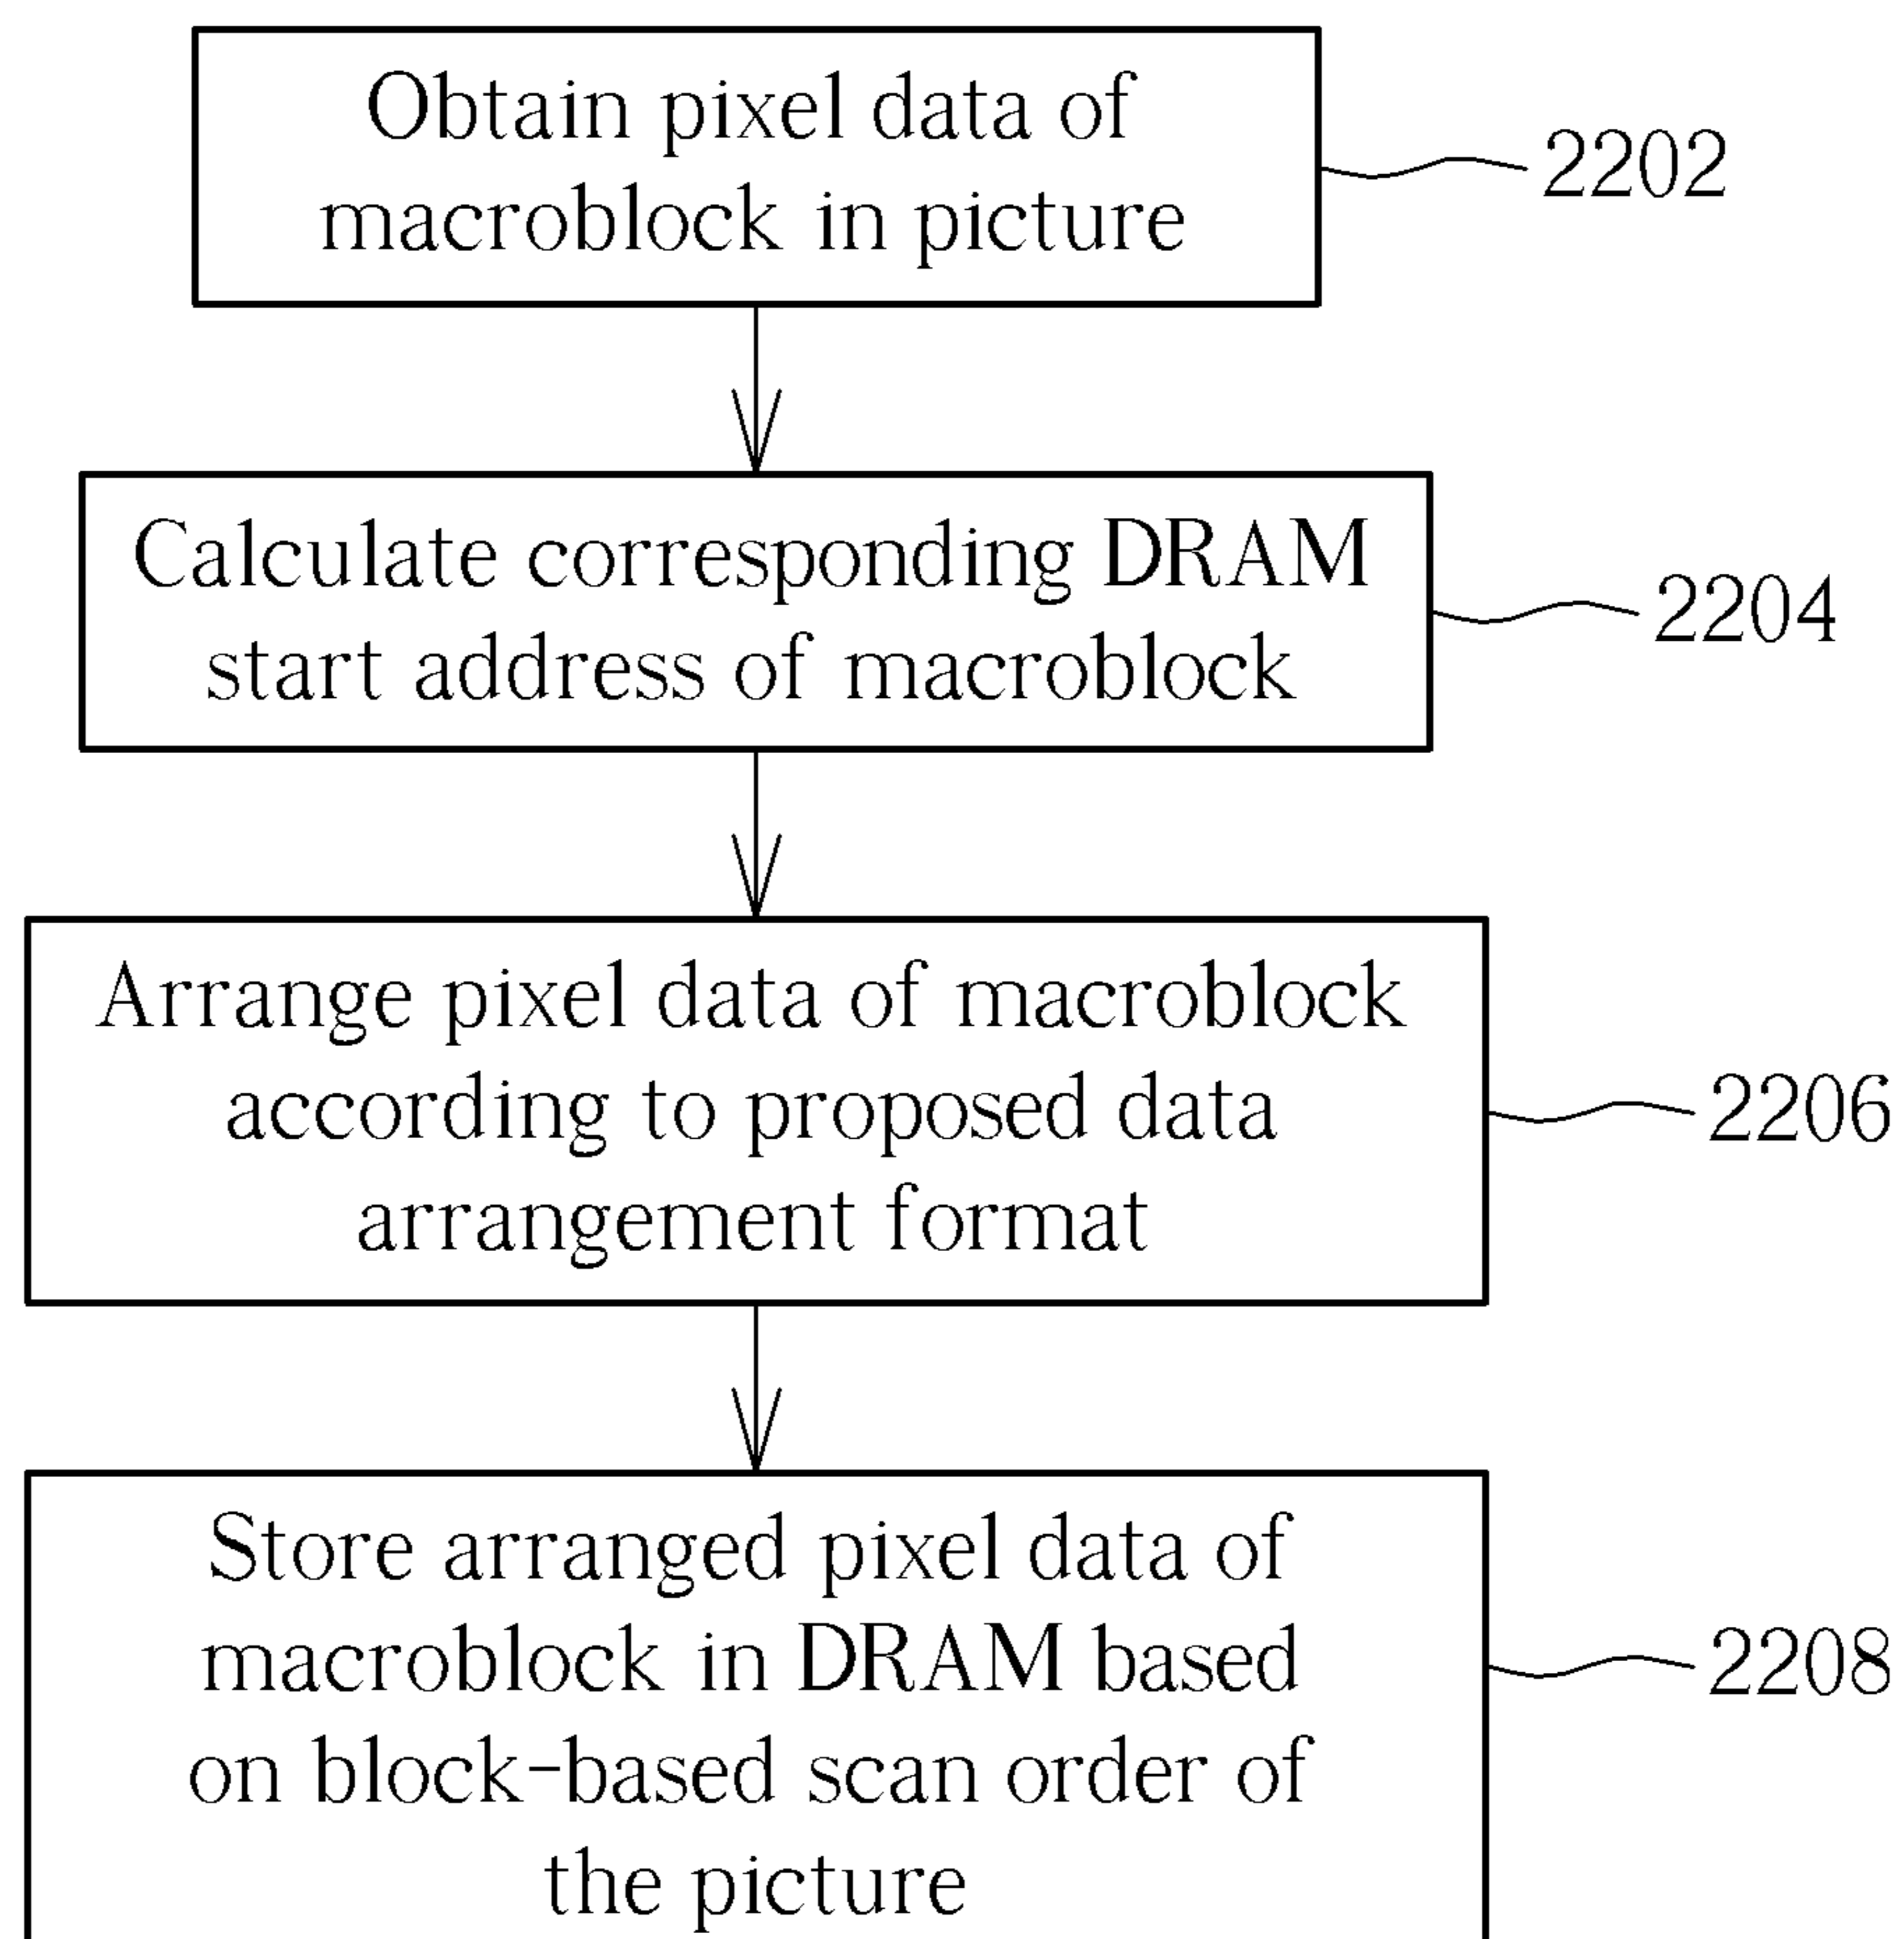 Obtain pixel data of
macroblock in picture
2202
Calculate corresponding DRAM
start address of macroblock
2204
Arrange pixel data of macroblock
according to proposed data
arrangement format
2206
Store arranged pixel data of
macroblock in DRAM based
on block-based scan order of
the picture
2208